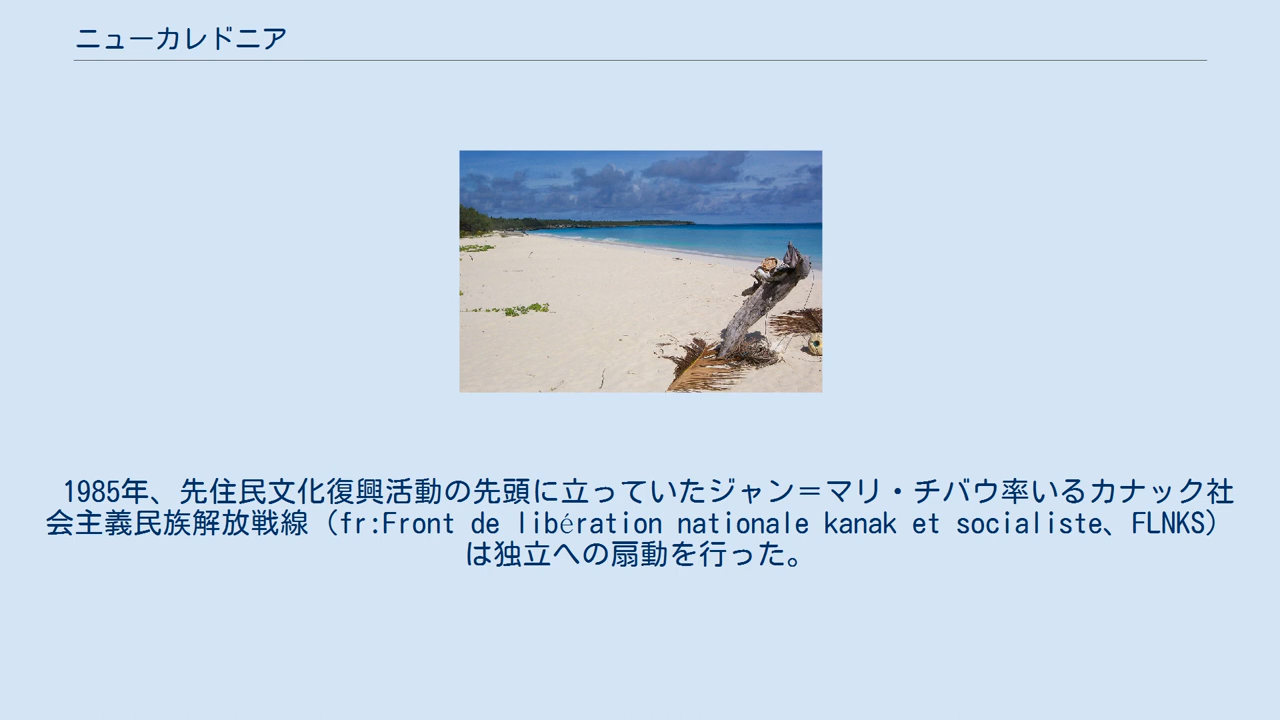 ニューカレドニア
1985年、先住民文化復興活動の先頭に立っていたジャン＝マリ・チバウ率いるカナック社
会主義民族解放戦線（fr:Front de libération nationale kanak et socialiste、FLNKS）
は独立への扇動を行った。